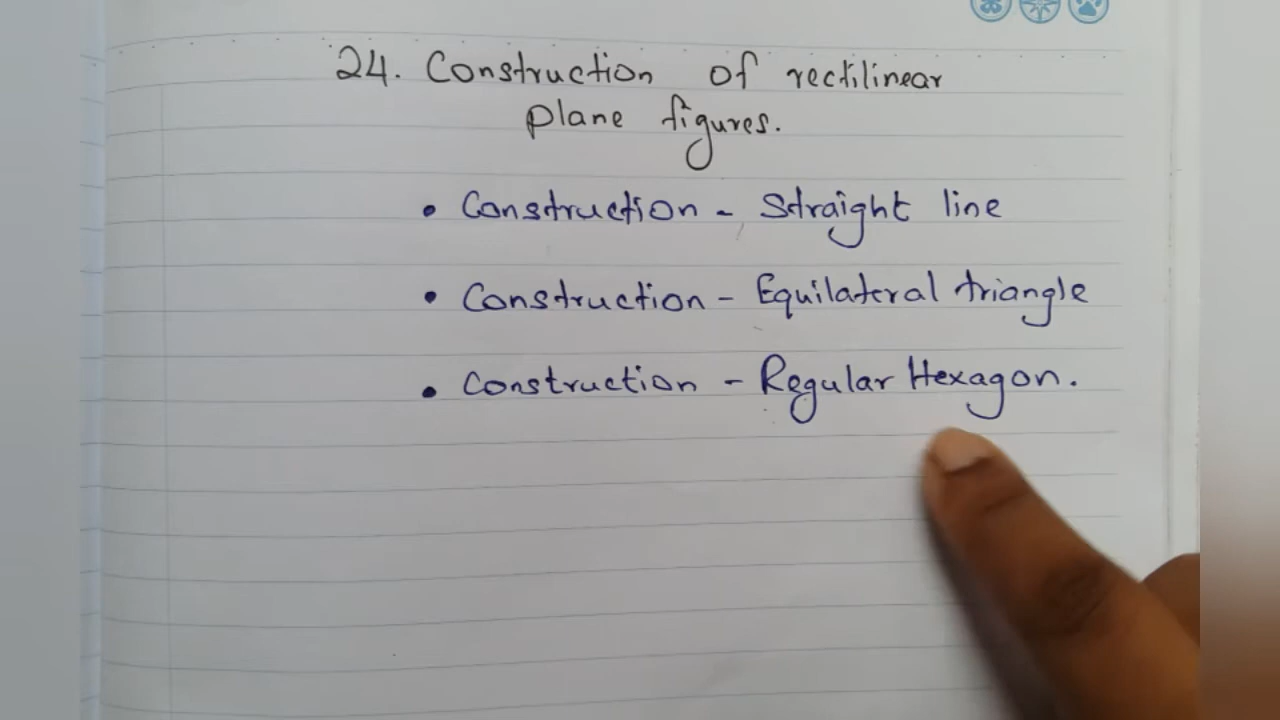 24. Construction of rectilinear
plane figures.
• Construction - Straight line
• Construction - Equilateral triangle
• Construction - Regular Hexagon.